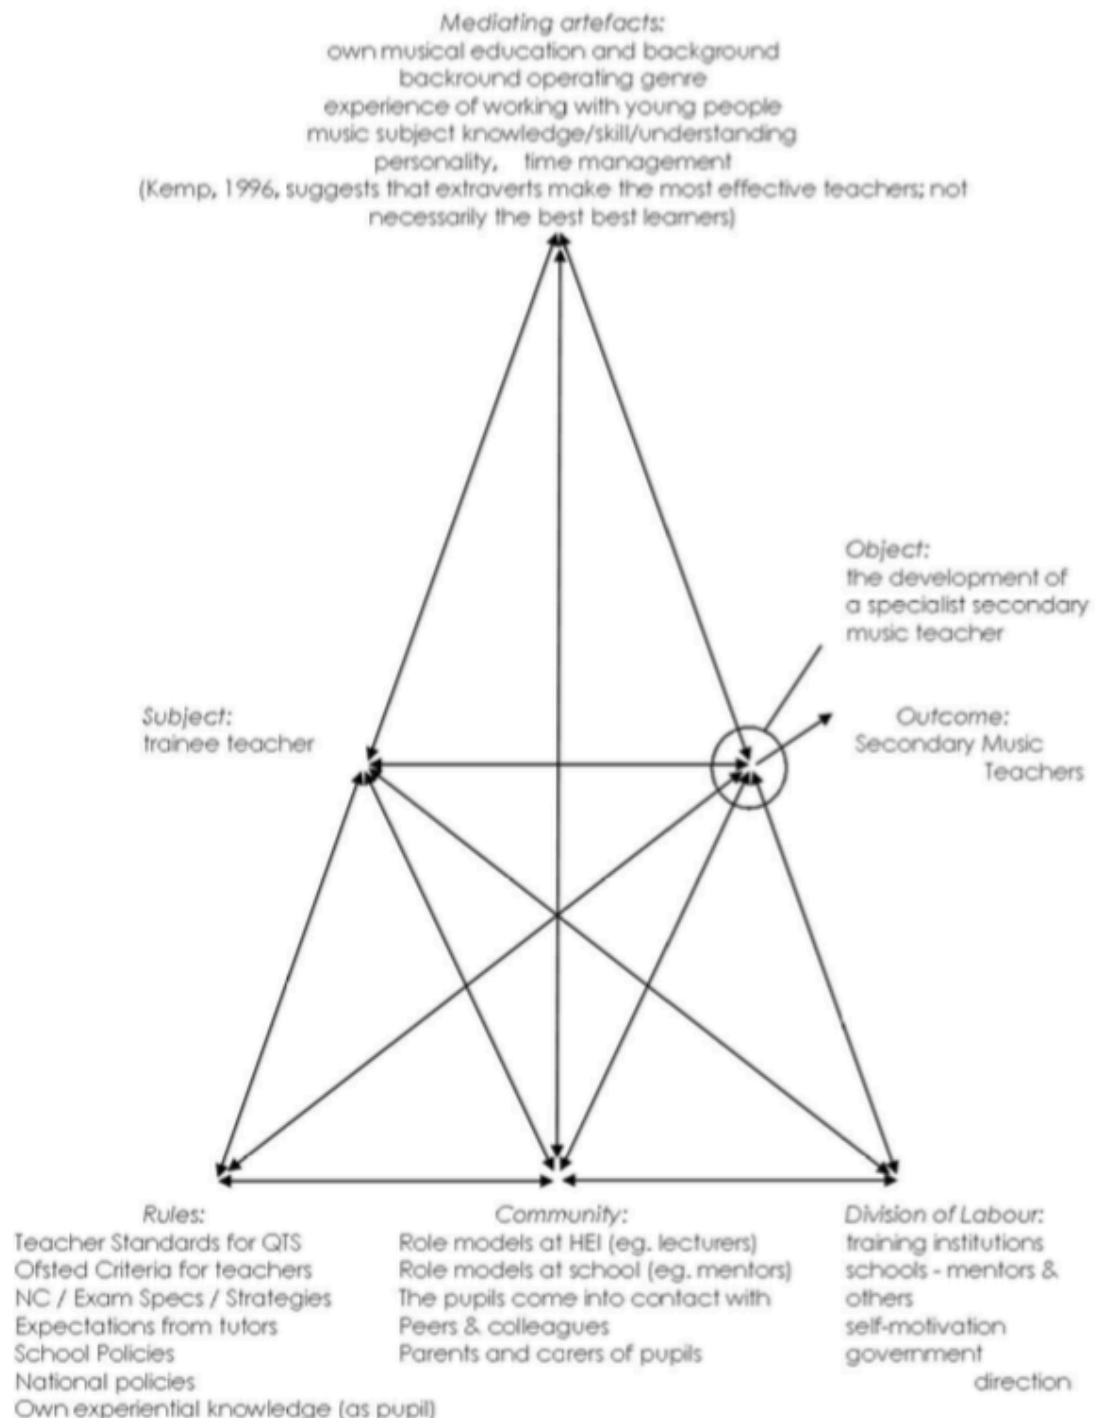 Mediating artefacts:
own musical education and background
backround operating genre
experience of working with young people
music subject knowledge/skill/understanding
personality, time management
(Kemp, 1996, suggests that extraverts make the most effective teachers; not
necessarily the best best learners)
Object:
the development of
a specialist secondary
music teacher
Subject:
trainee teacher
Outcome:
Secondary Music
Teachers
Rules:
Teacher Standards for QTS
Ofsted Criteria for teachers
NC / Exam Specs / Strategies
Expectations from tutors
School Policies
National policies
Own experiential knowledge (as pupil)
Community:
Role models at HEI (eg. lecturers)
Role models at school (eg. mentors)
The pupils come into contact with
Peers & colleagues
Parents and carers of pupils
Division of Labour:
training institutions
schools - mentors &
others
self-motivation
government
direction